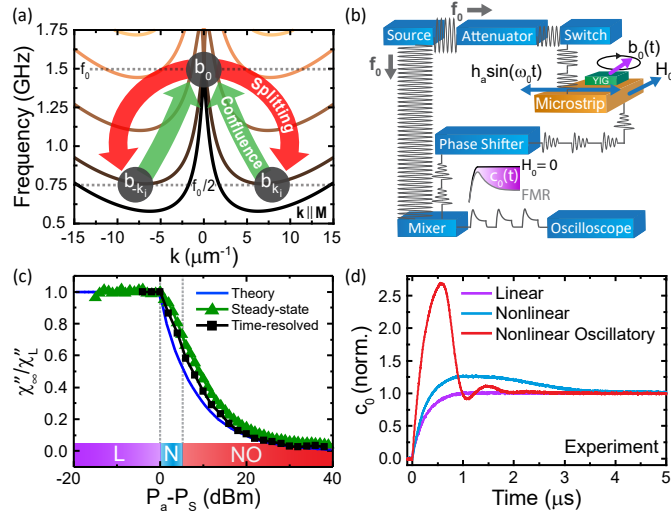 (a)
Frequency (GHz)
1.75
1.50
1.25
1.00
0.75
0.5
f₀
b₀
Splitting
Confluence
b-kᵢ
bkᵢ
f₀/2
k || M
-15 -10 -5 0 5 10 15
k (μm⁻¹)
(b)
Source
f₀
Attenuator
Switch
f₀
hₐsin(ω₀t)
b₀(t)
H₀
YIG
Microstrip
Phase Shifter
H₀ = 0
c₀(t)
FMR
Mixer
Oscilloscope
(c)
χ″∞/χ″L
1.0
0.8
0.6
0.4
0.2
0.0
Theory
Steady-state
Time-resolved
L
N
NO
-20 0 20 40
Pₐ-Pₛ (dBm)
(d)
c₀ (norm.)
2.5
2.0
1.5
1.0
0.5
0.0
Linear
Nonlinear
Nonlinear Oscillatory
Experiment
0 1 2 3 4 5
Time (μs)